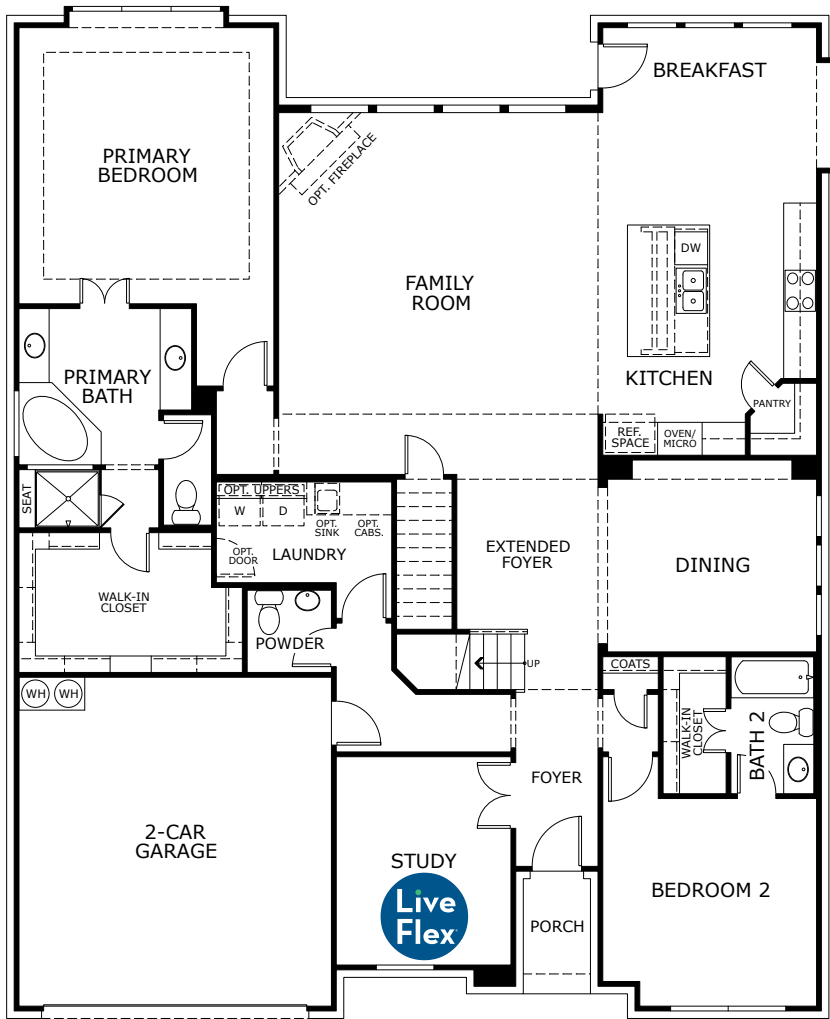 BREAKFAST
PRIMARY
BEDROOM
OPT. FIREPLACE
DW
FAMILY
ROOM
PRIMARY
BATH
KITCHEN
PANTRY
REF.
SPACE
OVEN/
MICRO
SEAT
OPT. UPPERS
W
D
OPT.
SINK
OPT.
CABS.
OPT.
DOOR
LAUNDRY
EXTENDED
FOYER
DINING
WALK-IN
CLOSET
POWDER
UP
COATS
WH
WH
WALK-IN
CLOSET
BATH 2
FOYER
2-CAR
GARAGE
STUDY
Live
Flex
BEDROOM 2
PORCH